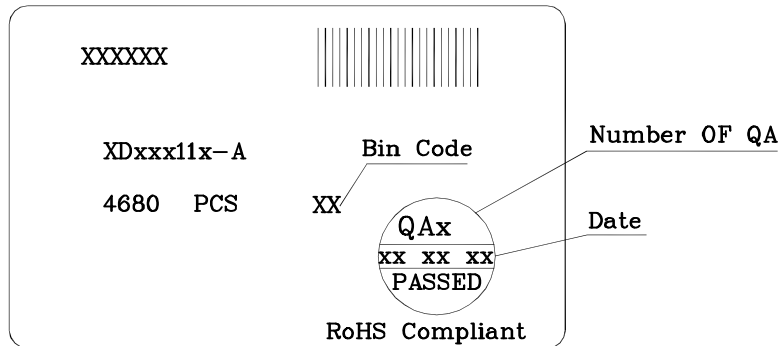 XXXXXX
XDxxx11x-A
Bin Code
Number OF QA
4680 PCS XX
QAx
Date
xx xx xx
PASSED
RoHS Compliant